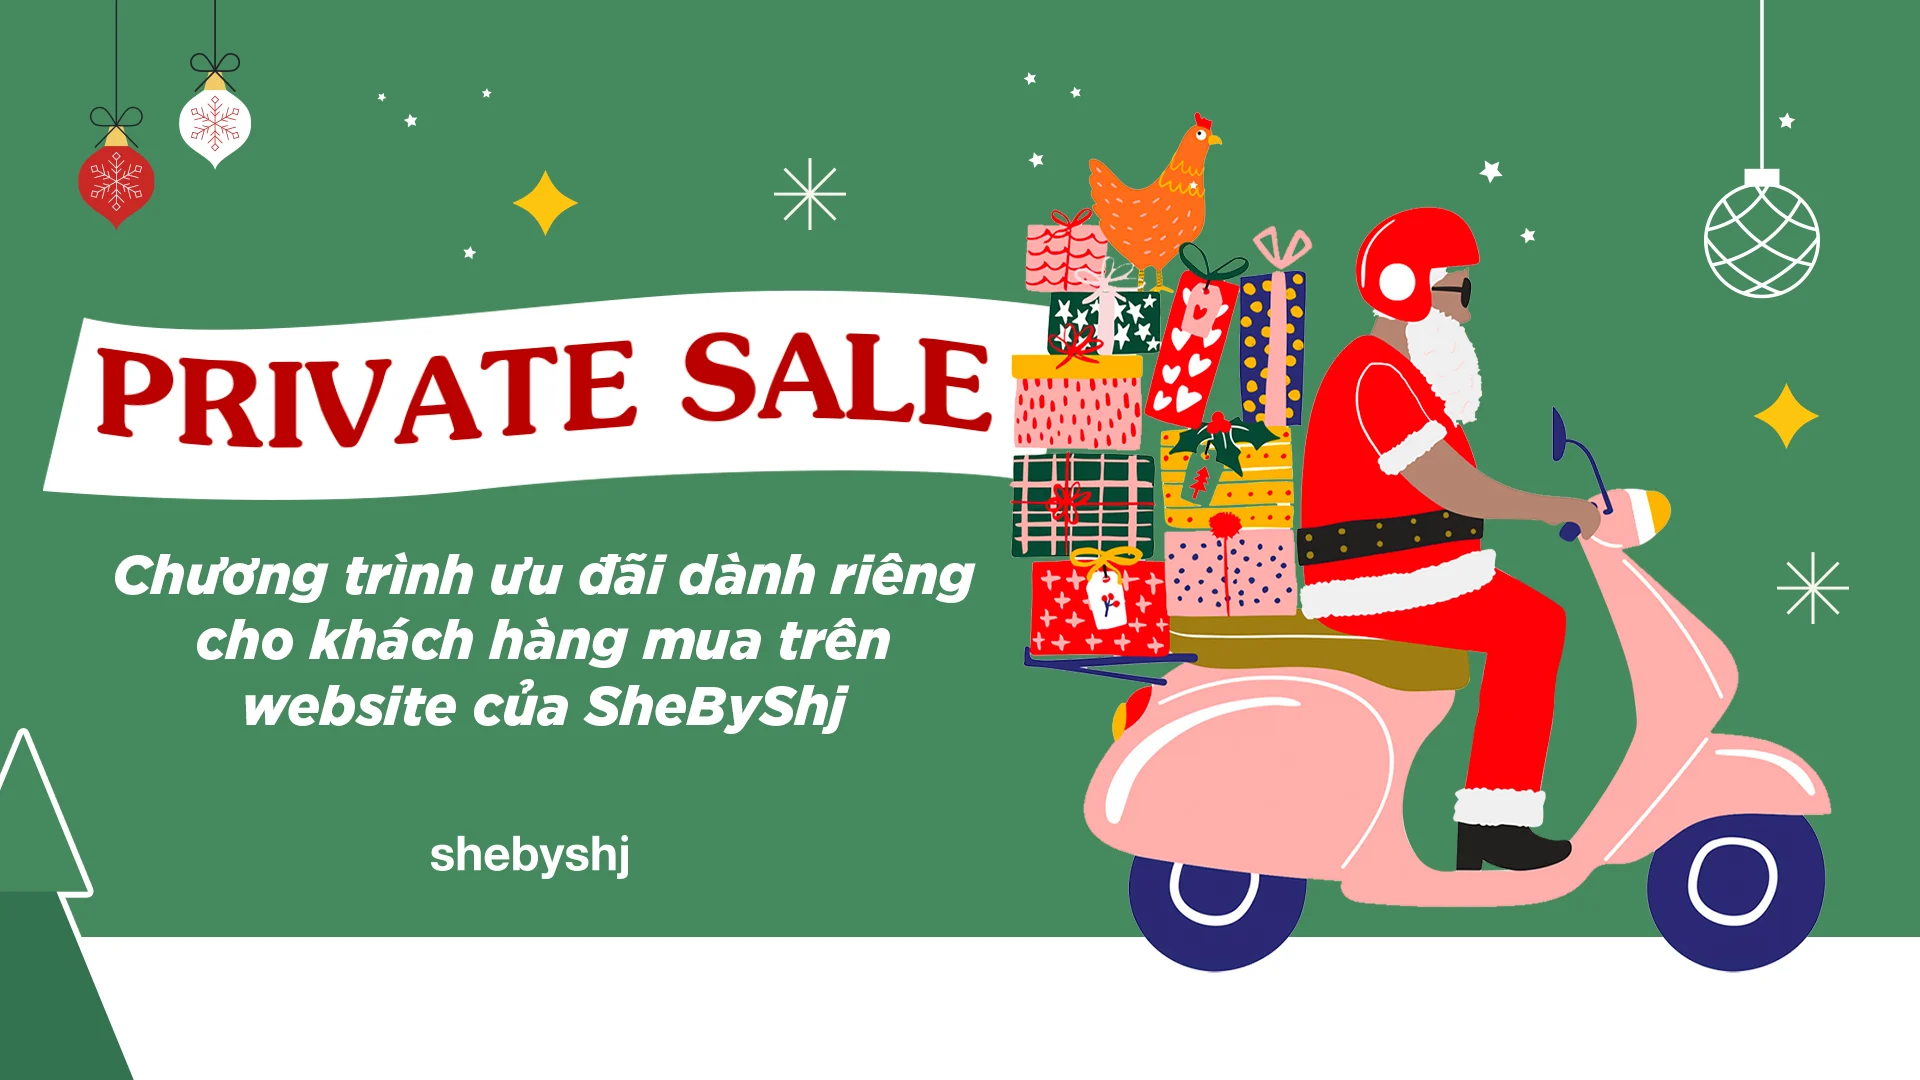 PRIVATE SALE
Chương trình ưu đãi dành riêng
cho khách hàng mua trên
website của SheByShj
shebyshj